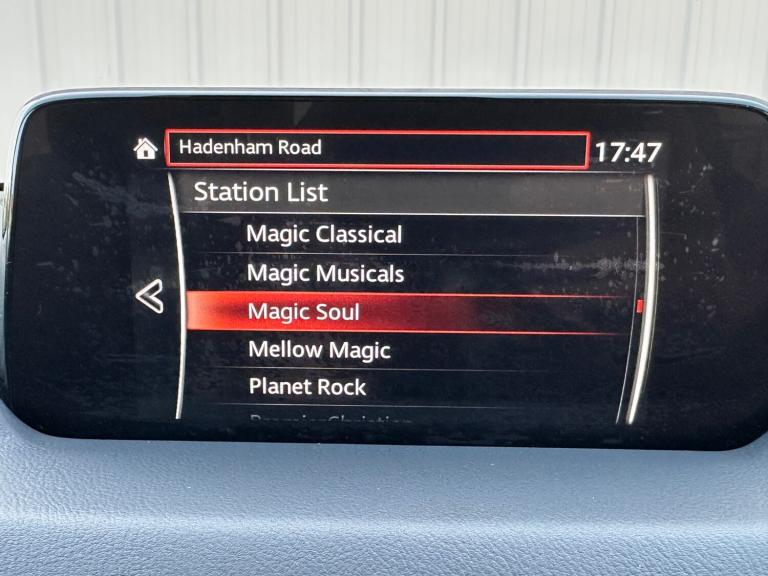 Hadenham Road
17:47
Station List
Magic Classical
Magic Musicals
Magic Soul
Mellow Magic
Planet Rock